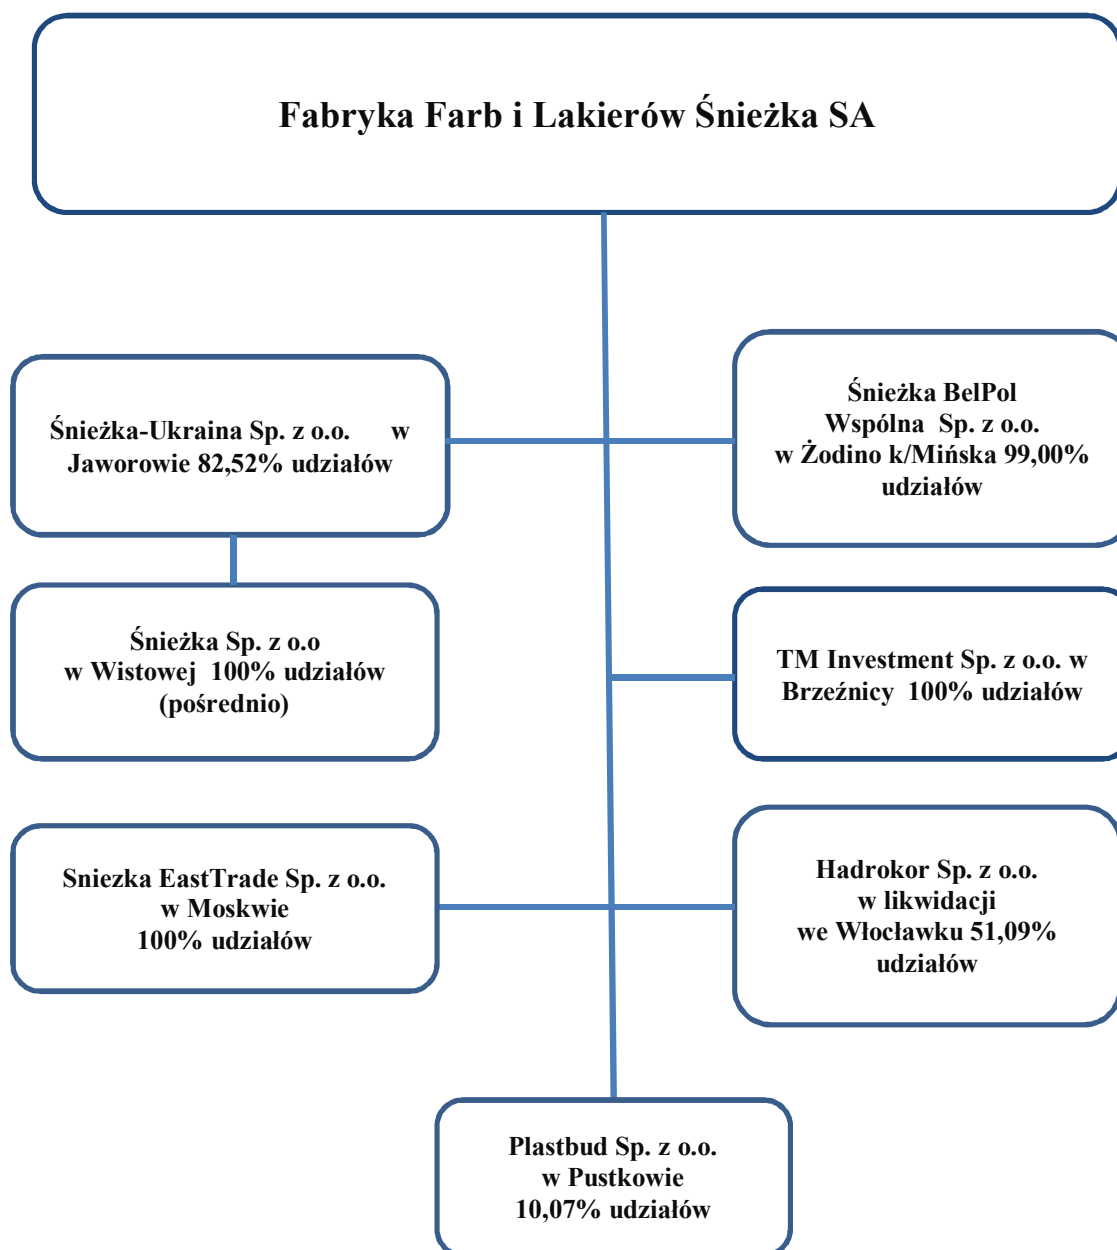 Fabryka Farb i Lakierów Śnieżka SA
Śnieżka-Ukraina Sp. z o.o. w
Jaworowie 82,52% udziałów
Śnieżka BelPol
Wspólna Sp. z o.o.
w Żodino k/Mińska 99,00%
udziałów
Śnieżka Sp. z o.o
w Wistowej 100% udziałów
(pośrednio)
TM Investment Sp. z o.o. w
Brzeźnicy 100% udziałów
Sniezka EastTrade Sp. z o.o.
w Moskwie
100% udziałów
Hadrokor Sp. z o.o.
w likwidacji
we Włocławku 51,09%
udziałów
Plastbud Sp. z o.o.
w Pustkowie
10,07% udziałów